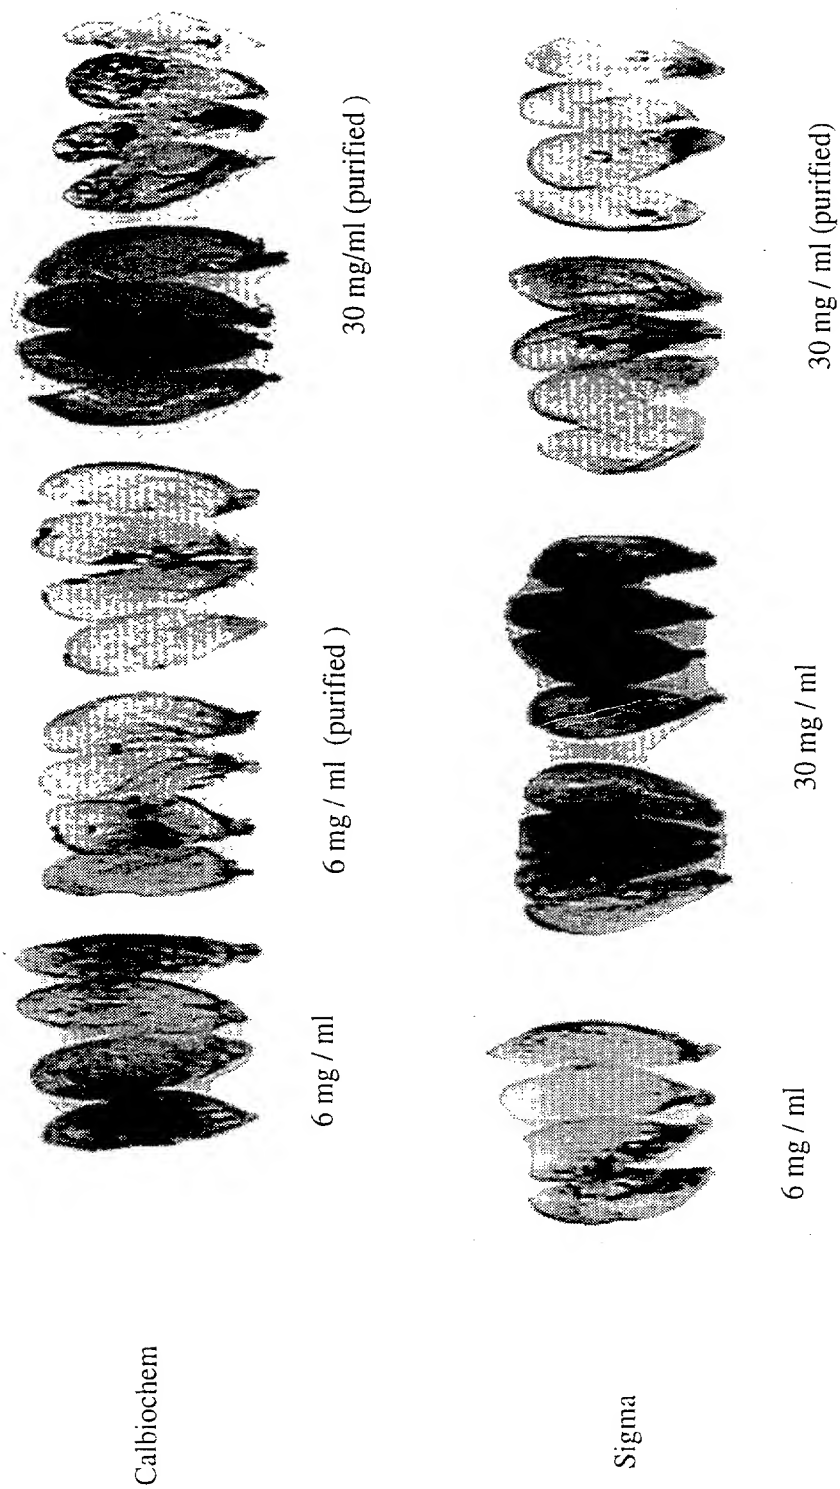 Calbiochem
6 mg / ml
6 mg / ml (purified )
30 mg/ml (purified )
Sigma
6 mg / ml
30 mg / ml
30 mg / ml (purified)